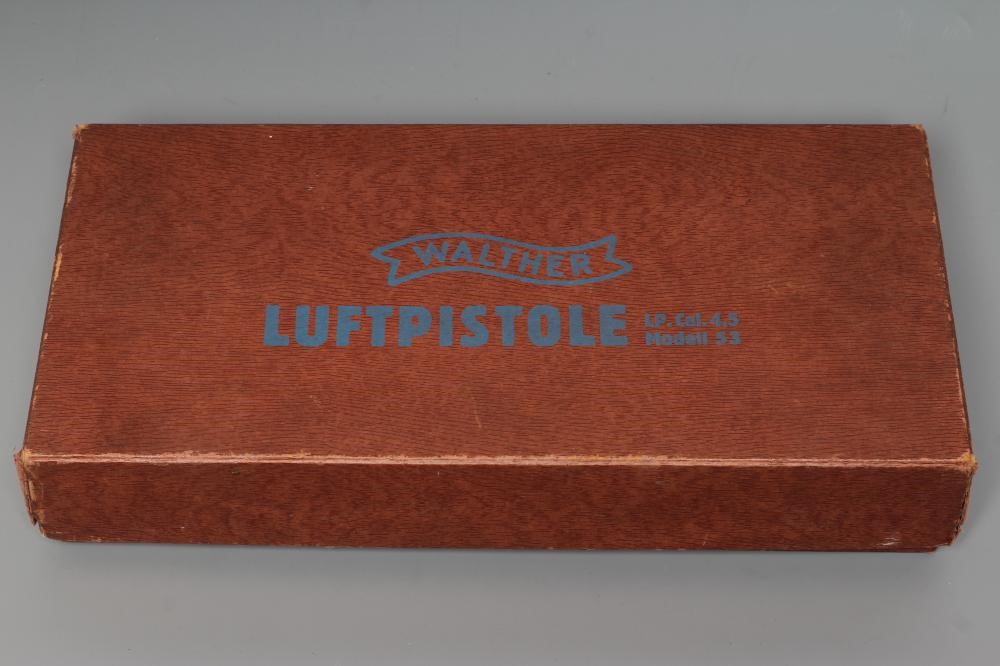 WALTHER
LUFTPISTOLE
LP. Cal. 4,5
Modell 53